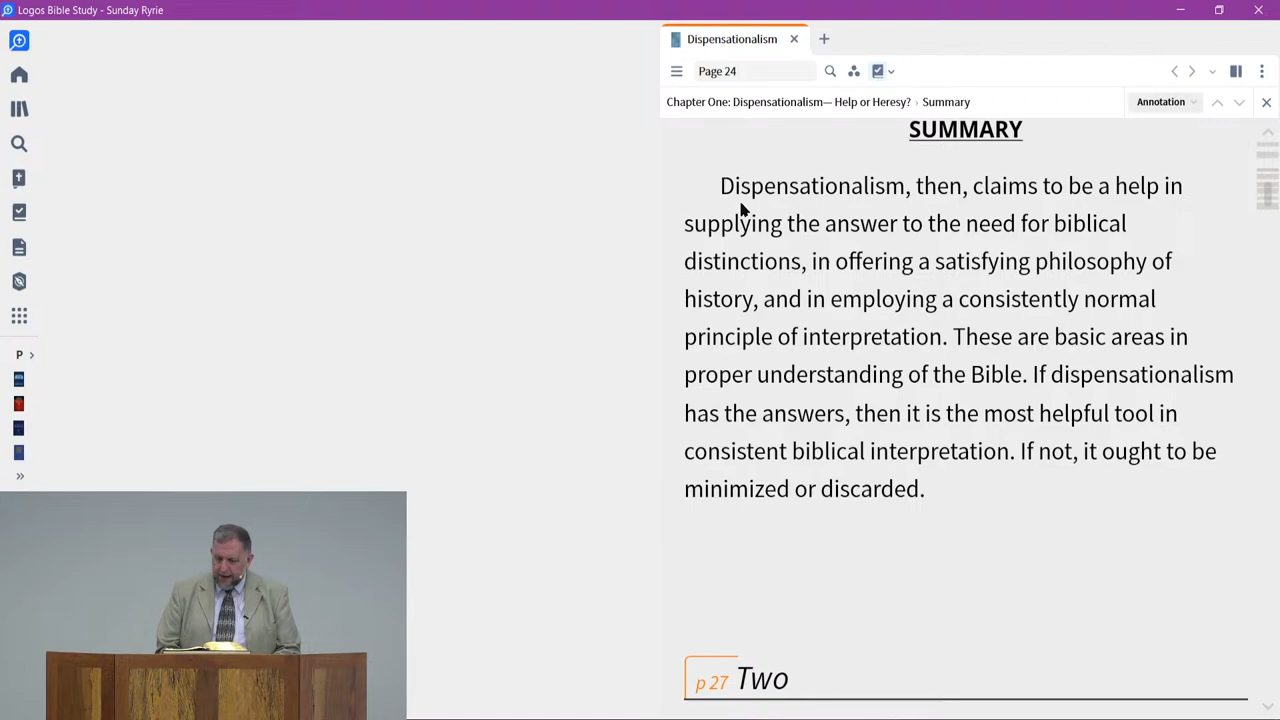 Logos Bible Study - Sunday Ryrie
Dispensationalism
Page 24
Chapter One: Dispensationalism— Help or Heresy? › Summary
Annotation
SUMMARY
Dispensationalism, then, claims to be a help in
supplying the answer to the need for biblical
distinctions, in offering a satisfying philosophy of
history, and in employing a consistently normal
principle of interpretation. These are basic areas in
proper understanding of the Bible. If dispensationalism
has the answers, then it is the most helpful tool in
consistent biblical interpretation. If not, it ought to be
minimized or discarded.
P
p 27 Two